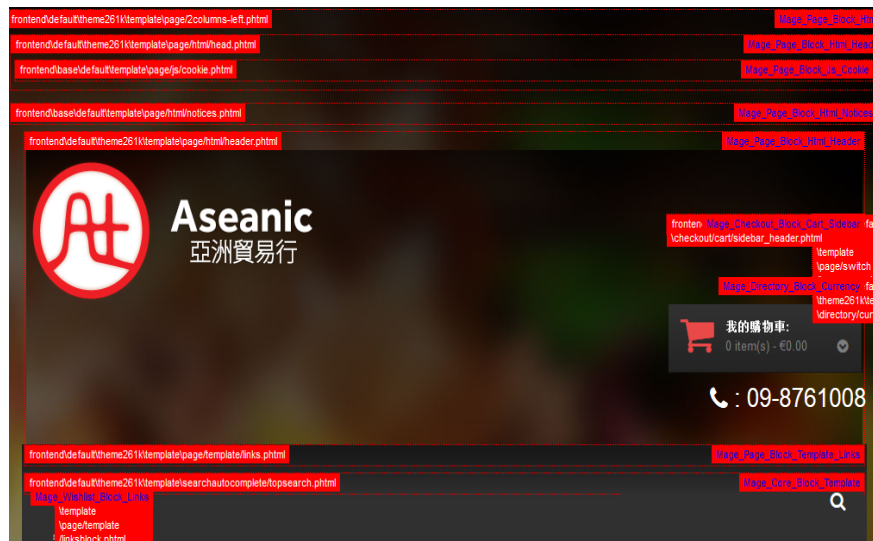 frontend\default\theme261k\template\page/2columns-left.phtml Mage_Page_Block_Htm
frontend\default\theme261k\template\page/html/head.phtml Mage_Page_Block_Html_Head
frontend\base\default\template\page/js/cookie.phtml Mage_Page_Block_Js_Cookie
frontend\base\default\template\page/html/notices.phtml Mage_Page_Block_Html_Notices
frontend\default\theme261k\template\page/html/header.phtml Mage_Page_Block_Html_Header
Aseanic
亞洲貿易行
fronten Mage_Checkout_Block_Cart_Sidebar fa
\checkout/cart/sidebar_header.phtml
\template
\page/switch
Mage_Directory_Block_Currency fa
\theme261k\te
\directory/cur
我的購物車:
0 item(s) - €0.00
: 09-8761008
frontend\default\theme261k\template\page/template/links.phtml Mage_Page_Block_Template_Links
frontend\default\theme261k\template\searchautocomplete/topsearch.phtml Mage_Core_Block_Template
Mage_Wishlist_Block_Links
\template
\page/template
/linksblock.phtml